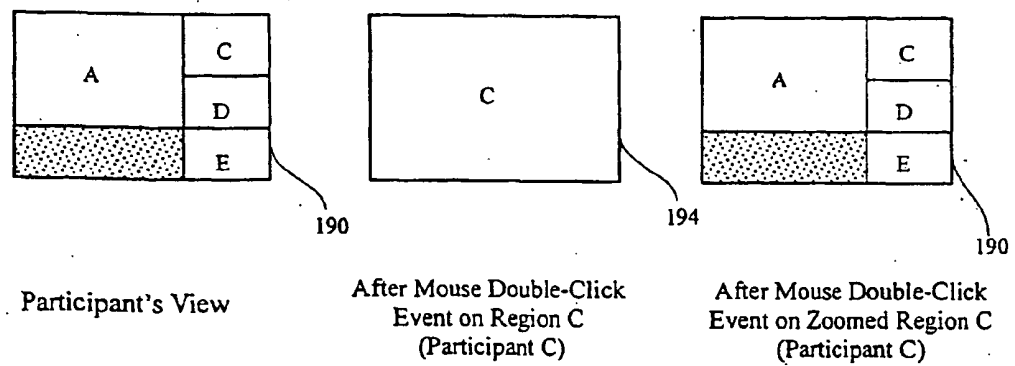 A
C
D
E
190
C
194
A
C
D
E
190
Participant's View
After Mouse Double-Click
Event on Region C
(Participant C)
After Mouse Double-Click
Event on Zoomed Region C
(Participant C)